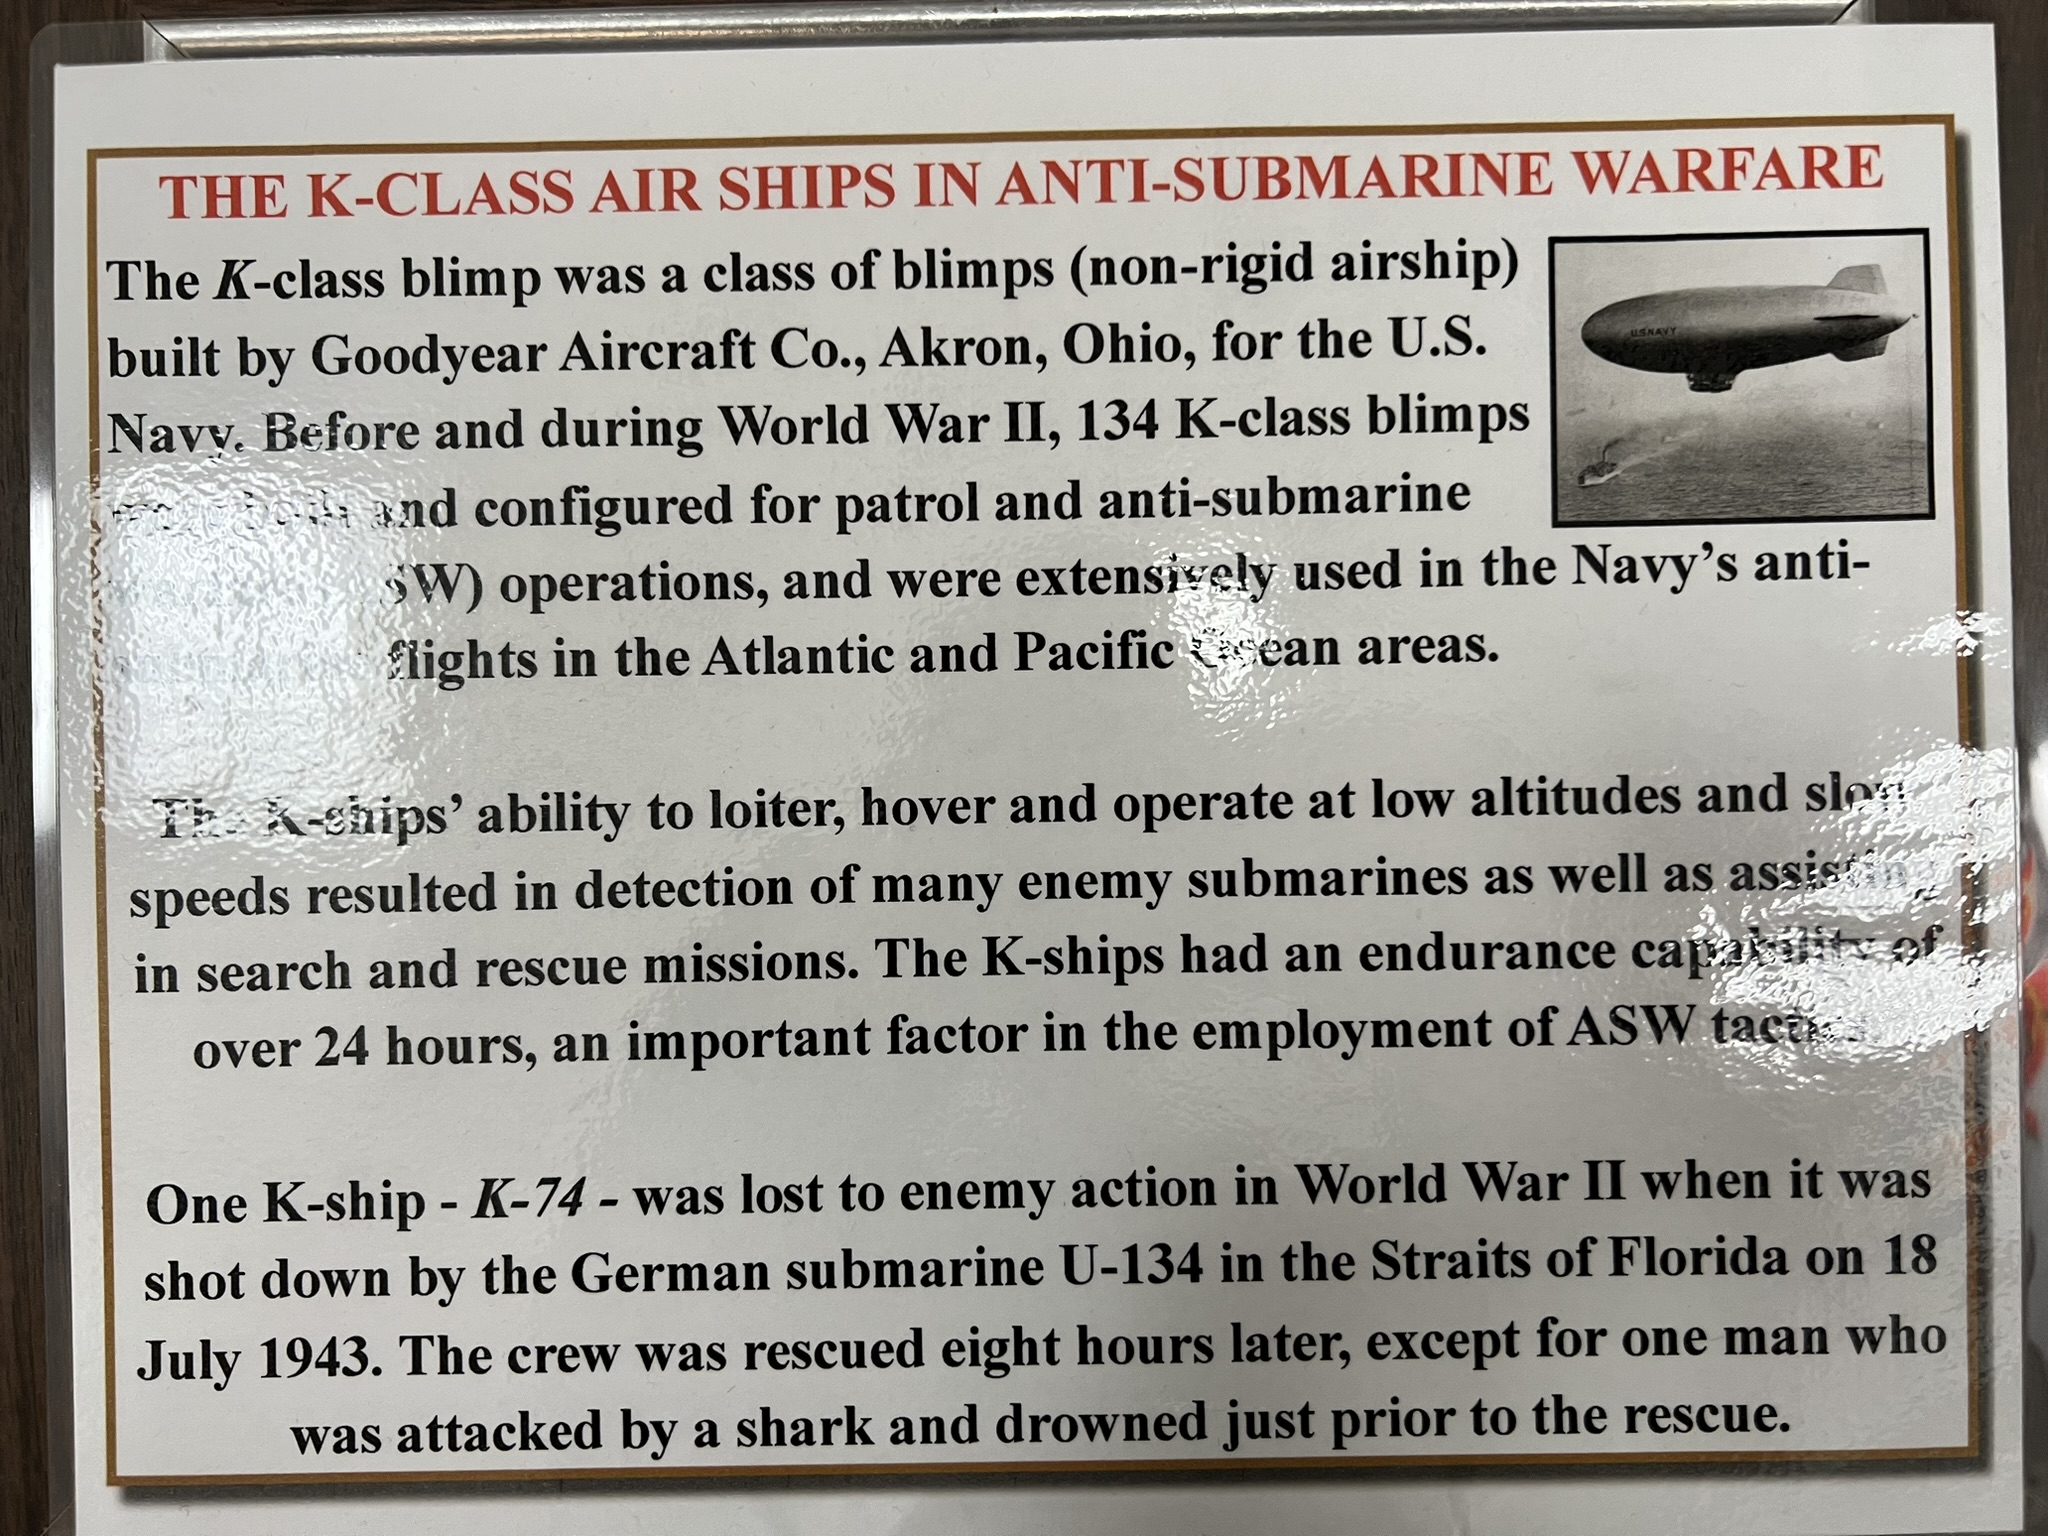 THE K-CLASS AIR SHIPS IN ANTI-SUBMARINE WARFARE
The K-class blimp was a class of blimps (non-rigid airship)
built by Goodyear Aircraft Co., Akron, Ohio, for the U.S.
Navy. Before and during World War II, 134 K-class blimps
and configured for patrol and anti-submarine
operations, and were extensively used in the Navy's anti-
flights in the Atlantic and Pacific Ocean areas.
U.S.NAVY
The K-ships' ability to loiter, hover and operate at low altitudes and slow
speeds resulted in detection of many enemy submarines as well as assisting
in search and rescue missions. The K-ships had an endurance capability of
over 24 hours, an important factor in the employment of ASW tactics
One K-ship - K-74 - was lost to enemy action in World War II when it was
shot down by the German submarine U-134 in the Straits of Florida on 18
July 1943. The crew was rescued eight hours later, except for one man who
was attacked by a shark and drowned just prior to the rescue.